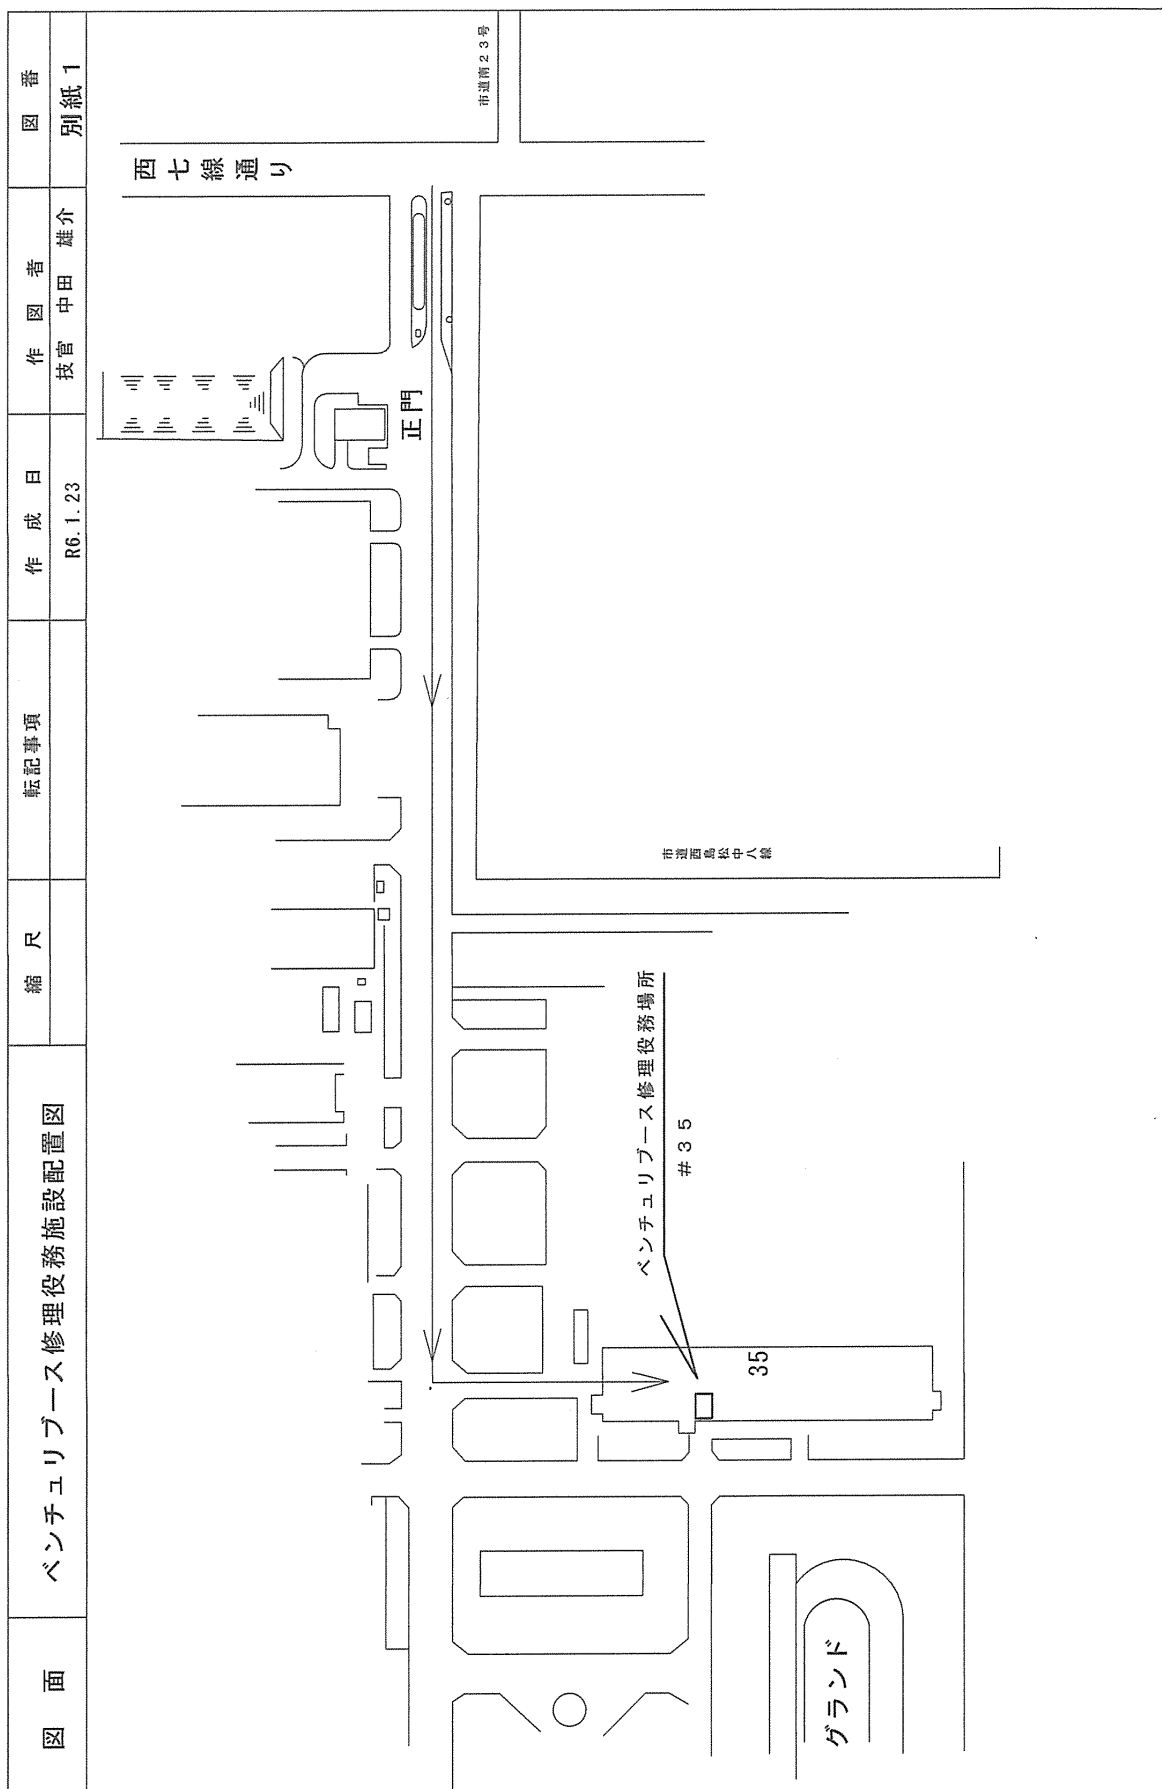 図　面
ベンチュリブース修理役務施設配置図
縮　尺
転記事項
作　成　日
R6.1.23
作　図　者
技官　中田　雄介
図　番
別紙１
グランド
35
ベンチュリブース修理役務場所
＃３５
市道西島松中八線
正門
西七線通り
市道南２３号